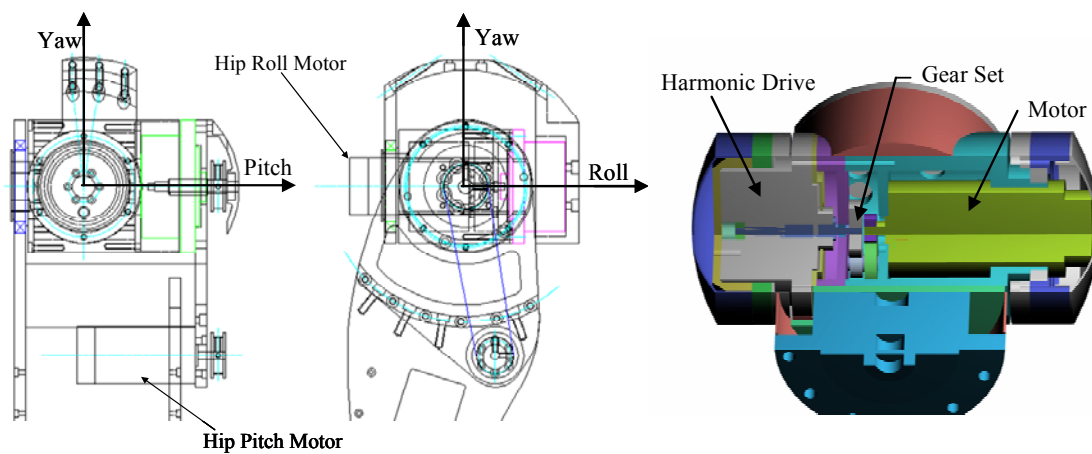 Yaw
Pitch
Hip Pitch Motor
Yaw
Hip Roll Motor
Roll
Harmonic Drive
Gear Set
Motor